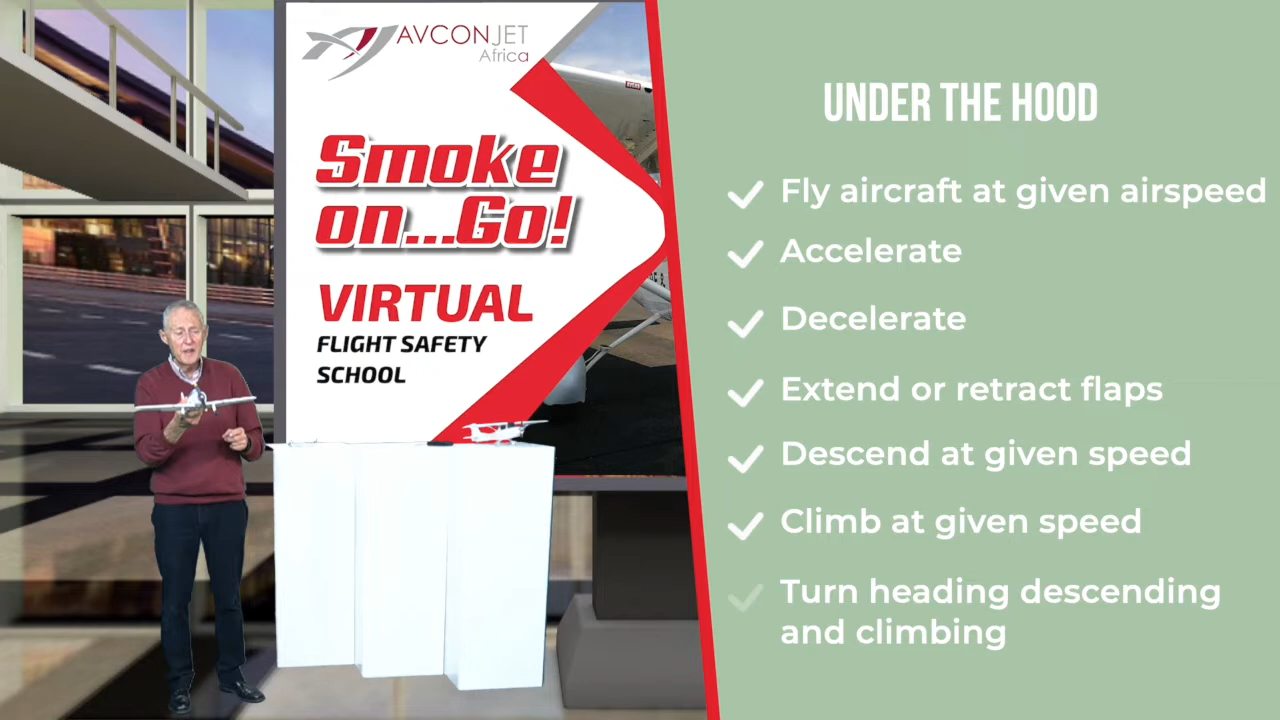 AVCONJET
Africa
Smoke
on...Go!
VIRTUAL
FLIGHT SAFETY
SCHOOL
UNDER THE HOOD
Fly aircraft at given airspeed
Accelerate
Decelerate
Extend or retract flaps
Descend at given speed
Climb at given speed
Turn heading descending
and climbing